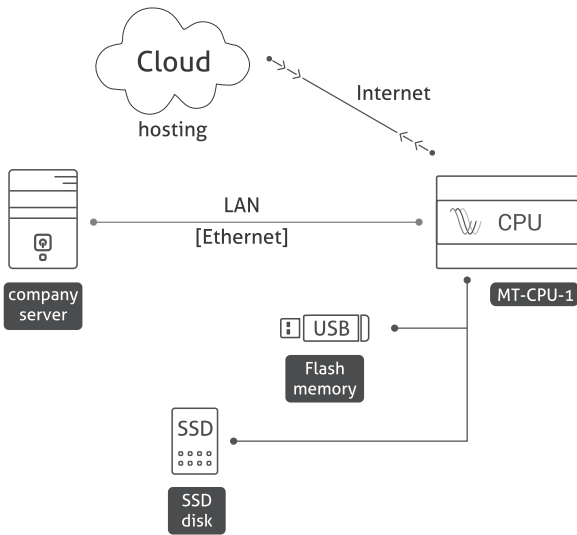 Cloud
hosting
Internet
LAN
[Ethernet]
CPU
company
server
MT-CPU-1
USB
Flash
memory
SSD
SSD
disk